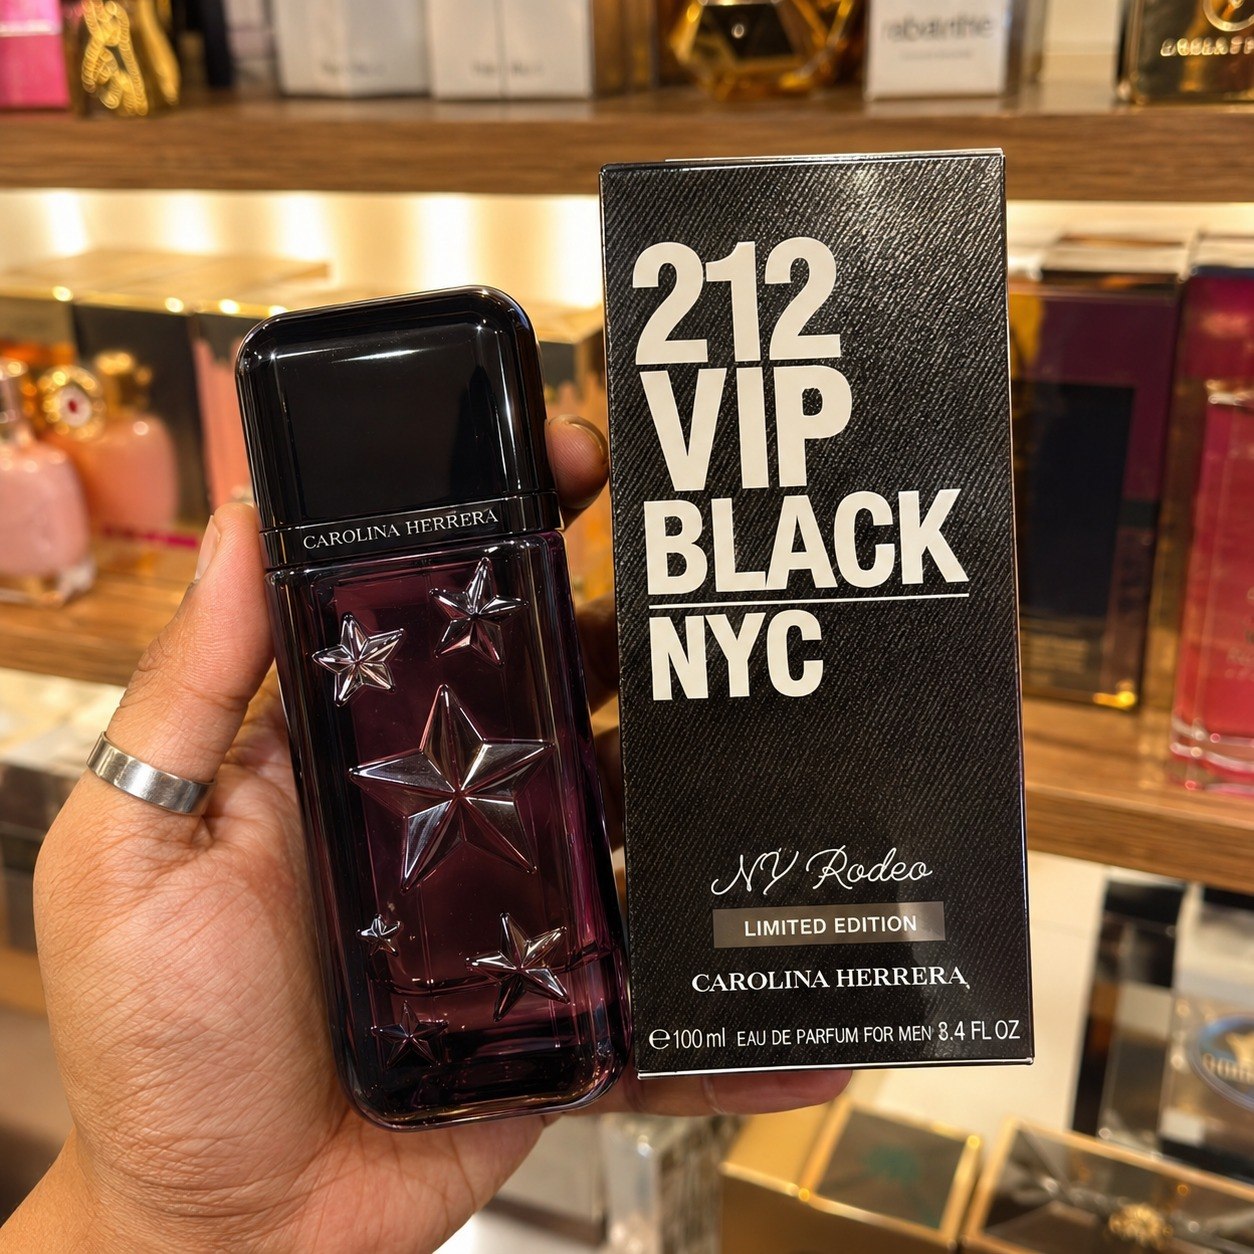 rabanne
CAROLINA HERRERA
212
VIP
BLACK
NYC
NY Rodeo
LIMITED EDITION
CAROLINA HERRERA
℮100 ml EAU DE PARFUM FOR MEN 3.4 FL OZ